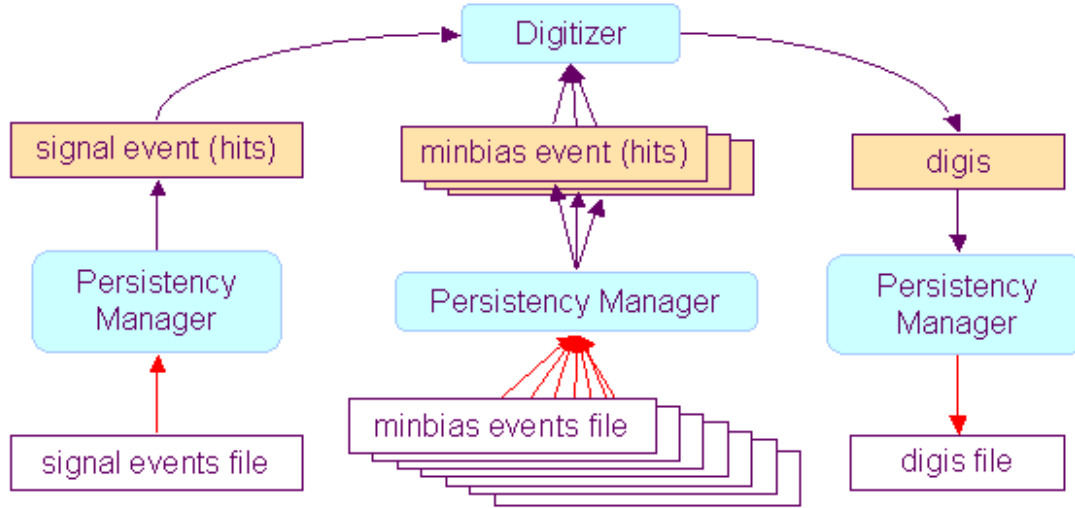 Digitizer
signal event (hits)
minbias event (hits)
digis
Persistency
Manager
Persistency Manager
Persistency
Manager
minbias events file
signal events file
digis file